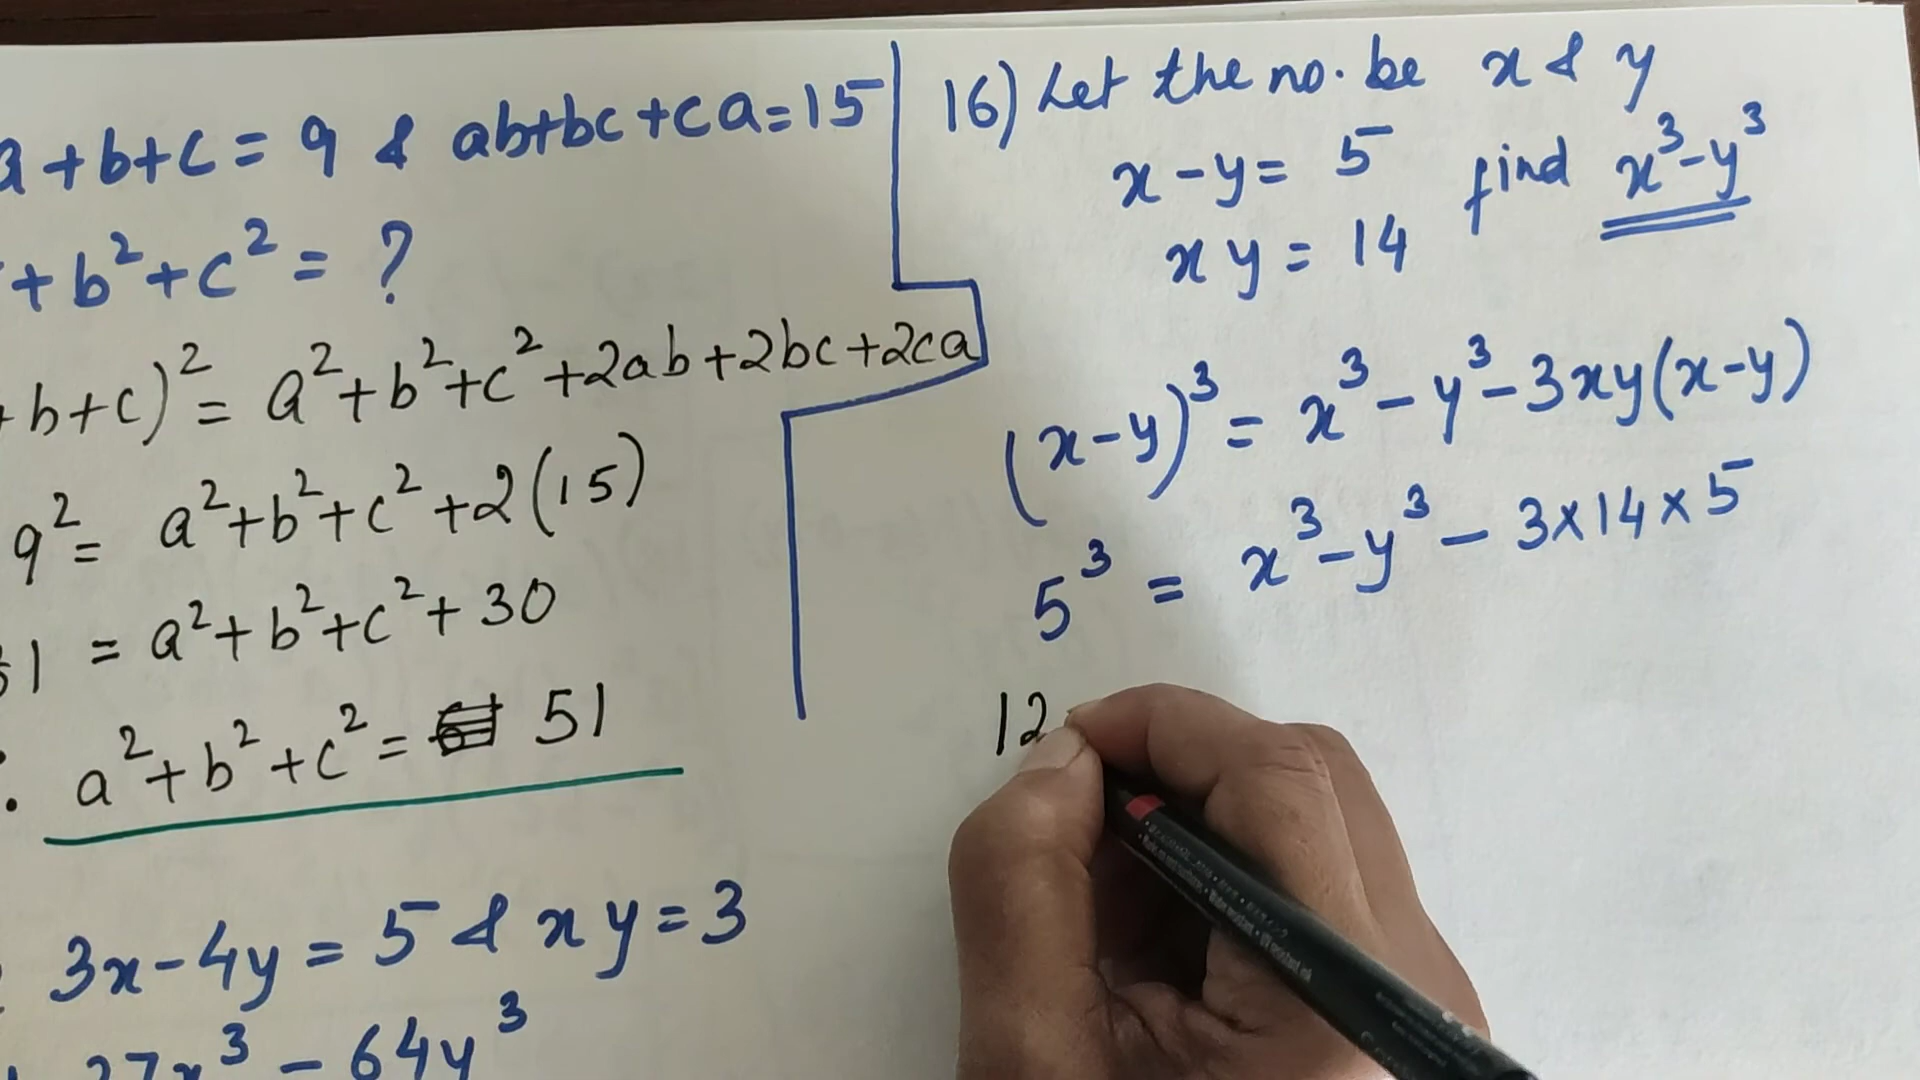 a+b+c = 9 & ab+bc+ca=15
+b²+c² = ?
+b+c)² = a²+b²+c²+2ab+2bc+2ca
9² = a²+b²+c²+2(15)
1 = a²+b²+c²+30
a²+b²+c² = 51
3x-4y = 5 & xy = 3
27x³ - 64y³
16) Let the no. be x & y
x-y = 5 find x³-y³
xy = 14
(x-y)³ = x³-y³-3xy(x-y)
5³ = x³-y³-3×14×5
12